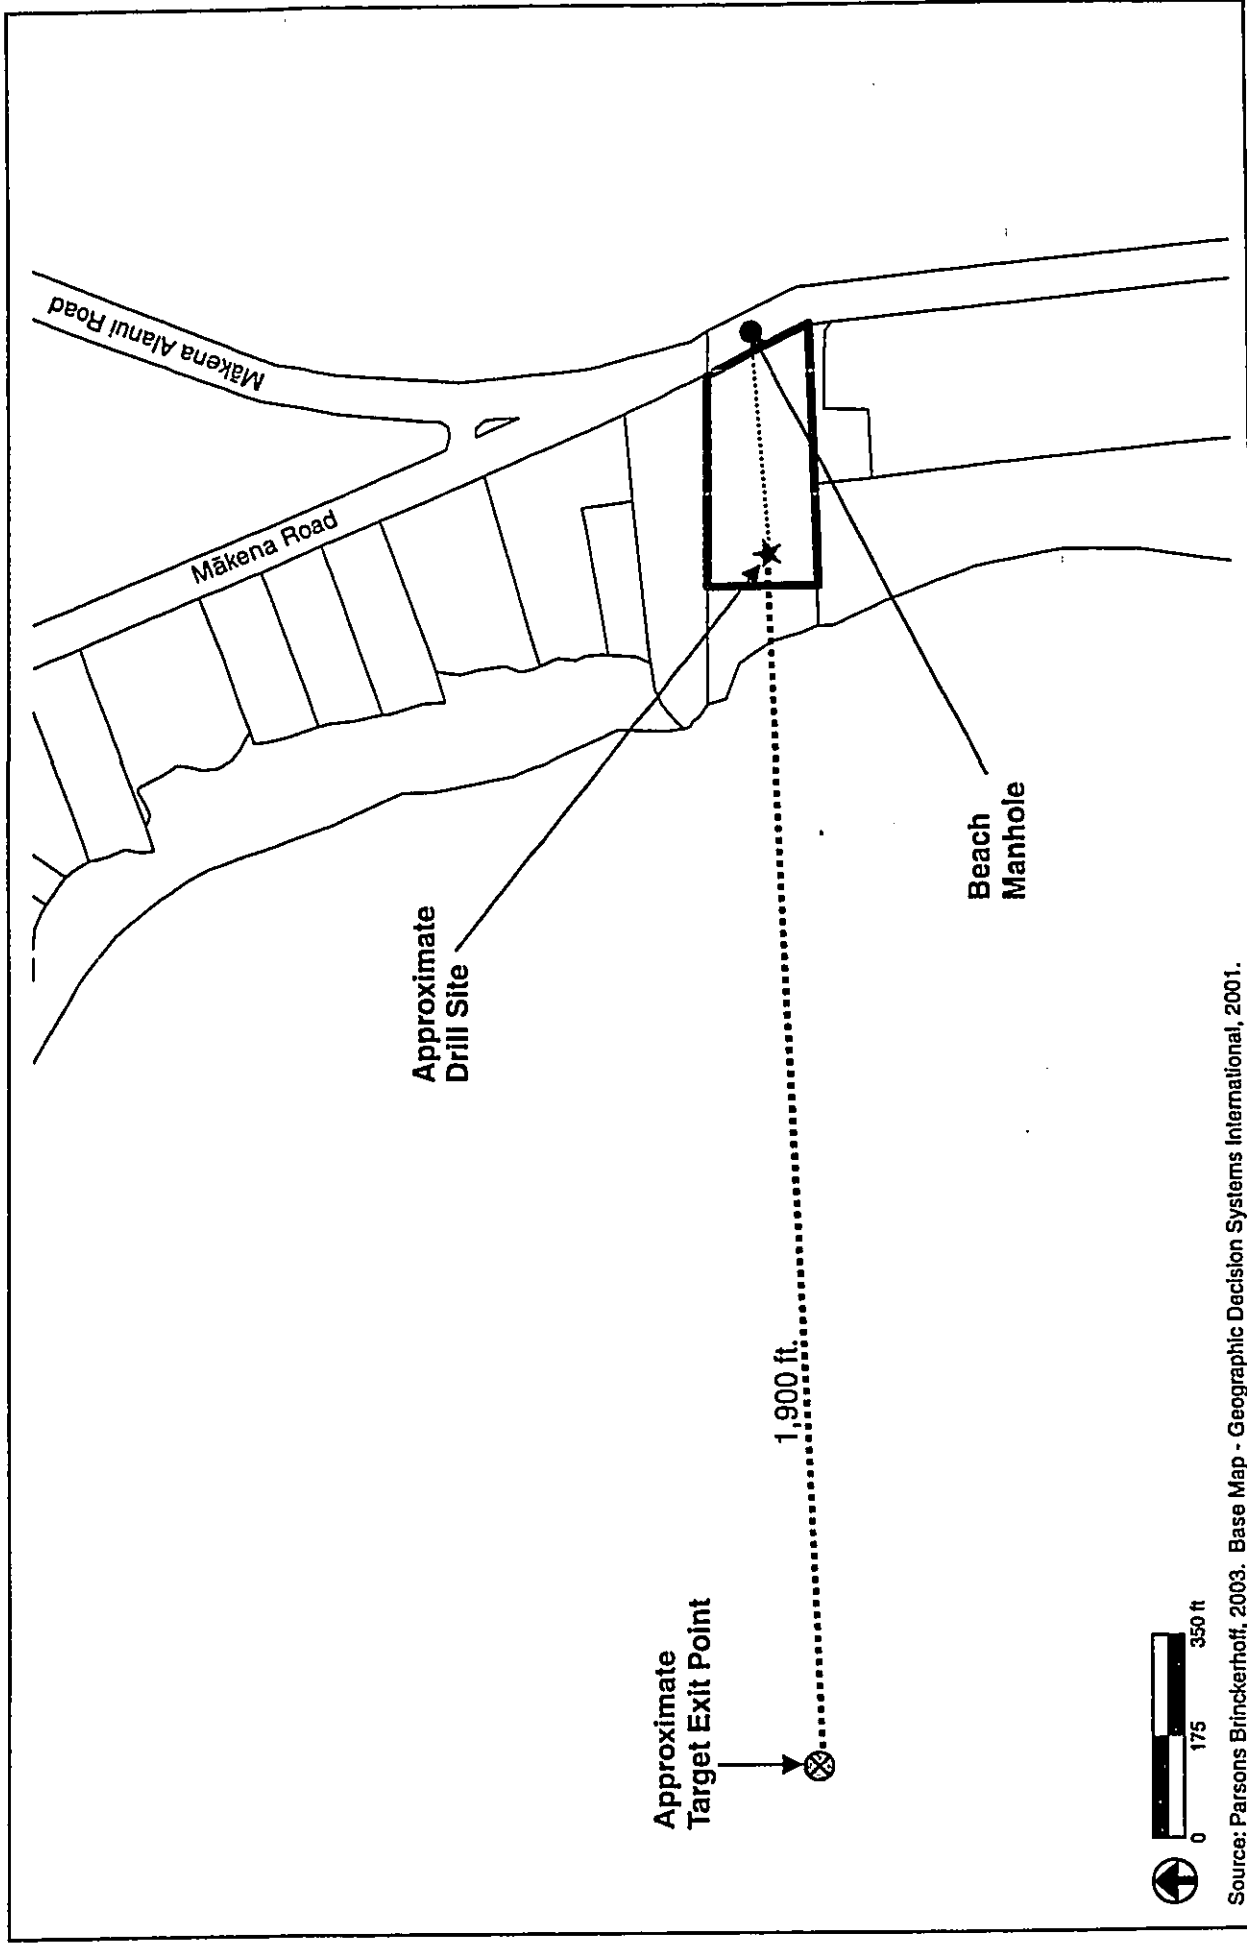 Mākena Alanui Road
Mākena Road
Approximate
Drill Site
Beach
Manhole
1,900 ft.
Approximate
Target Exit Point
0 175 350 ft
Source: Parsons Brinckerhoff, 2003. Base Map - Geographic Decision Systems International, 2001.